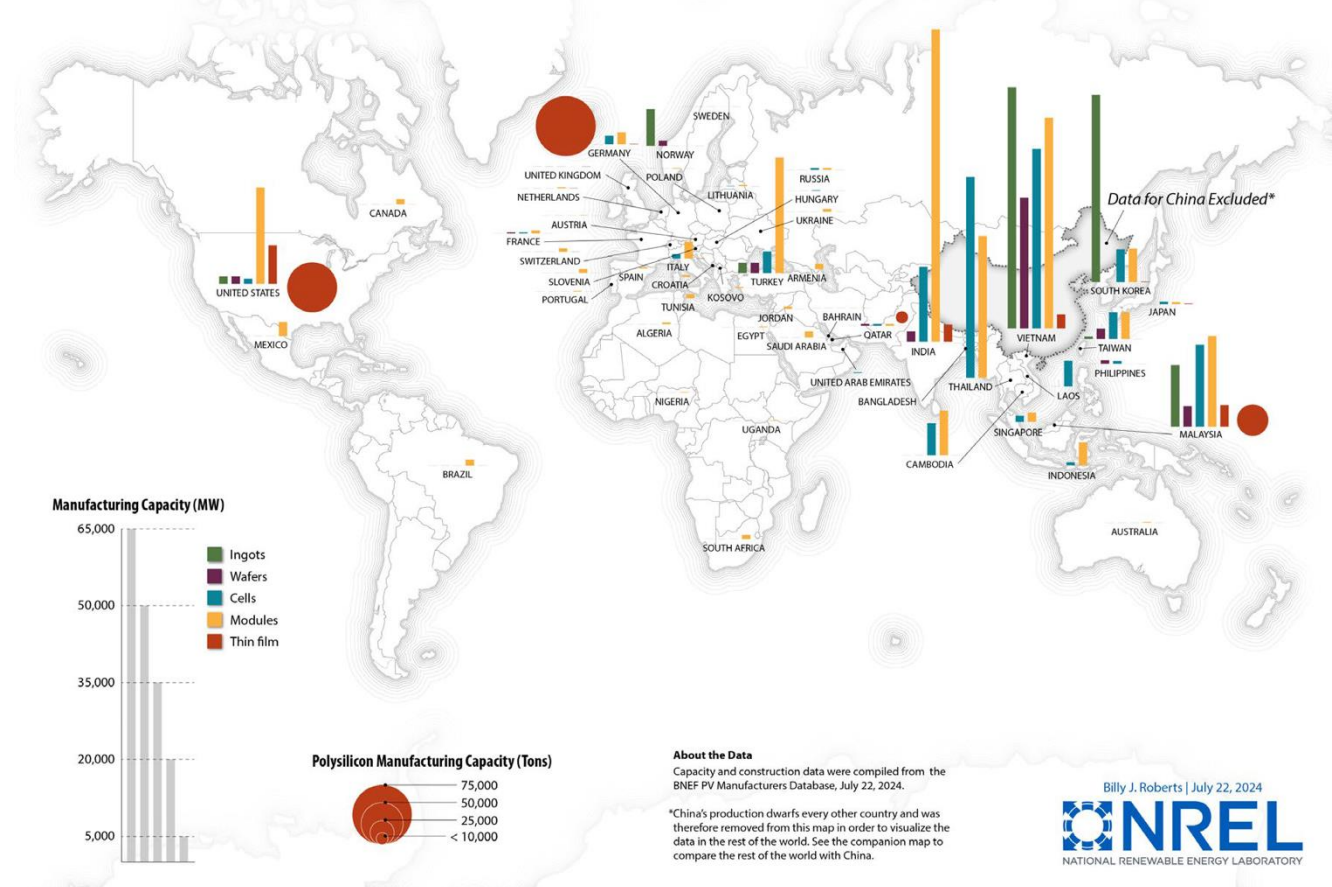 SWEDEN
GERMANY
NORWAY
UNITED KINGDOM
POLAND
RUSSIA
NETHERLANDS
LITHUANIA
HUNGARY
Data for China Excluded*
CANADA
AUSTRIA
UKRAINE
FRANCE
SWITZERLAND
ITALY
SLOVENIA
SPAIN
CROATIA
TURKEY
ARMENIA
UNITED STATES
PORTUGAL
KOSOVO
SOUTH KOREA
TUNISIA
JORDAN
BAHRAIN
JAPAN
MEXICO
ALGERIA
EGYPT
QATAR
SAUDI ARABIA
INDIA
VIETNAM
TAIWAN
UNITED ARAB EMIRATES
PHILIPPINES
THAILAND
NIGERIA
BANGLADESH
LAOS
UGANDA
SINGAPORE
MALAYSIA
BRAZIL
CAMBODIA
INDONESIA
SOUTH AFRICA
AUSTRALIA
Manufacturing Capacity (MW)
65,000
50,000
35,000
20,000
5,000
Ingots
Wafers
Cells
Modules
Thin film
Polysilicon Manufacturing Capacity (Tons)
75,000
50,000
25,000
< 10,000
About the Data
Capacity and construction data were compiled from the
BNEF PV Manufacturers Database, July 22, 2024.
*China's production dwarfs every other country and was
therefore removed from this map in order to visualize the
data in the rest of the world. See the companion map to
compare the rest of the world with China.
Billy J. Roberts | July 22, 2024
NREL
NATIONAL RENEWABLE ENERGY LABORATORY